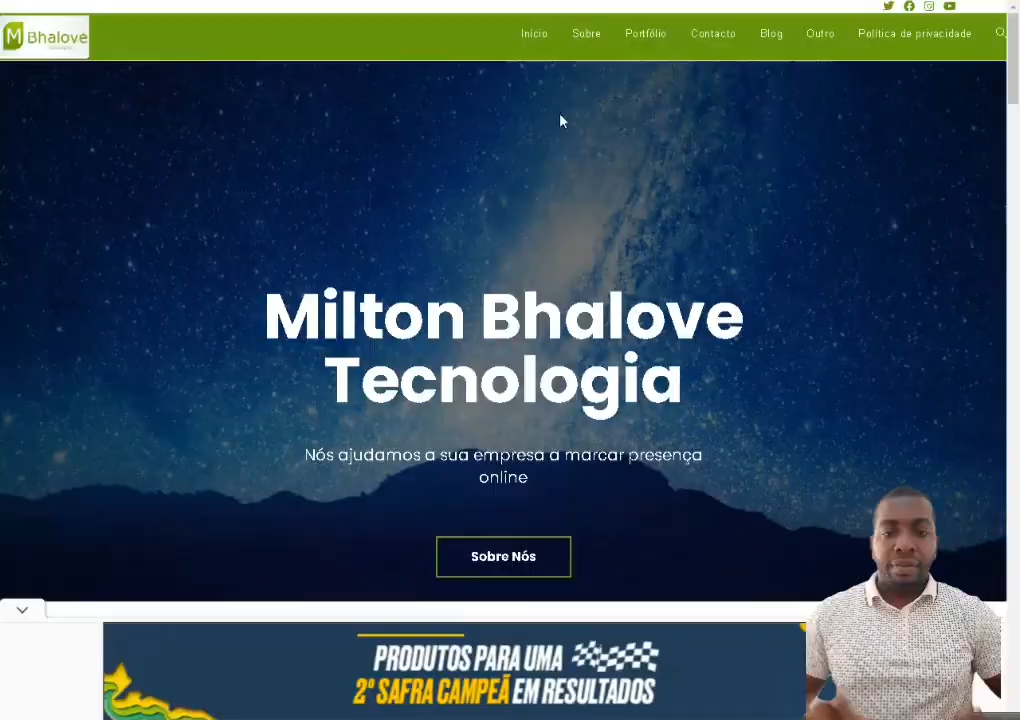 M Bhalove
Início Sobre Portfólio Contacto Blog Outro Política de privacidade
Milton Bhalove
Tecnologia
Nós ajudamos a sua empresa a marcar presença
online
Sobre Nós
PRODUTOS PARA UMA
2ª SAFRA CAMPEÃ EM RESULTADOS